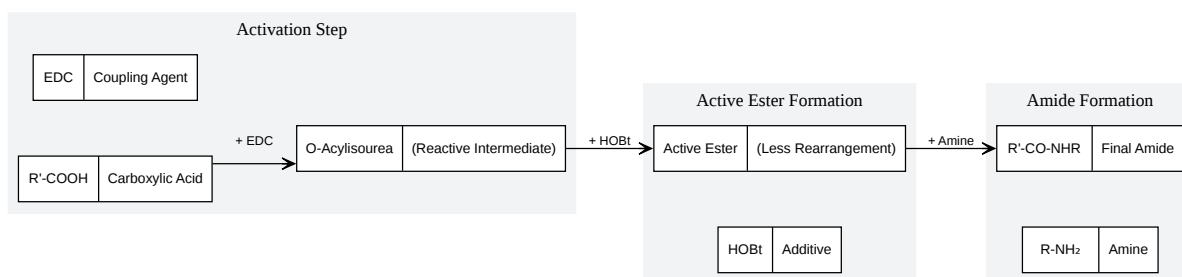 Activation Step
EDC Coupling Agent
+ EDC
R'-COOH Carboxylic Acid
O-Acylisourea (Reactive Intermediate)
+ HOBt
Active Ester Formation
Active Ester (Less Rearrangement)
HOBt Additive
+ Amine
Amide Formation
R'-CO-NHR Final Amide
R-NH₂ Amine